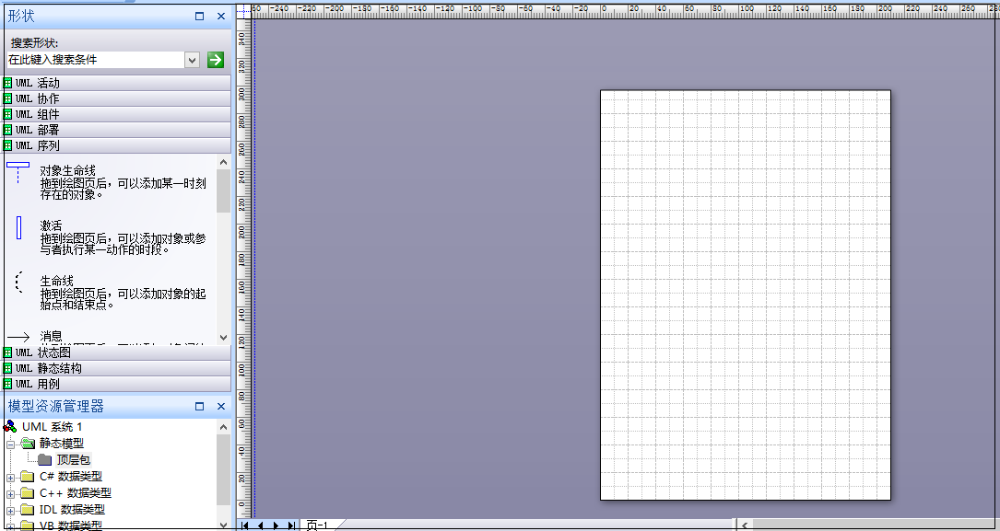 形状
搜索形状:
在此键入搜索条件
UML 活动
UML 协作
UML 组件
UML 部署
UML 序列
对象生命线
拖到绘图页后，可以添加某一时刻
存在的对象。
激活
拖到绘图页后，可以添加对象或参
与者执行某一动作的时段。
生命线
拖到绘图页后，可以添加对象的起
始点和结束点。
消息
UML 状态图
UML 静态结构
UML 用例
模型资源管理器
UML 系统 1
静态模型
顶层包
C# 数据类型
C++ 数据类型
IDL 数据类型
VB 数据类型
60 -240 -220 -200 -180 -160 -140 -120 -100 -80 -60 -40 -20 0 20 40 60 80 100 120 140 160 180 200 220 240 260
340
320
300
280
260
240
220
200
180
160
140
120
100
80
60
40
20
0
页-1